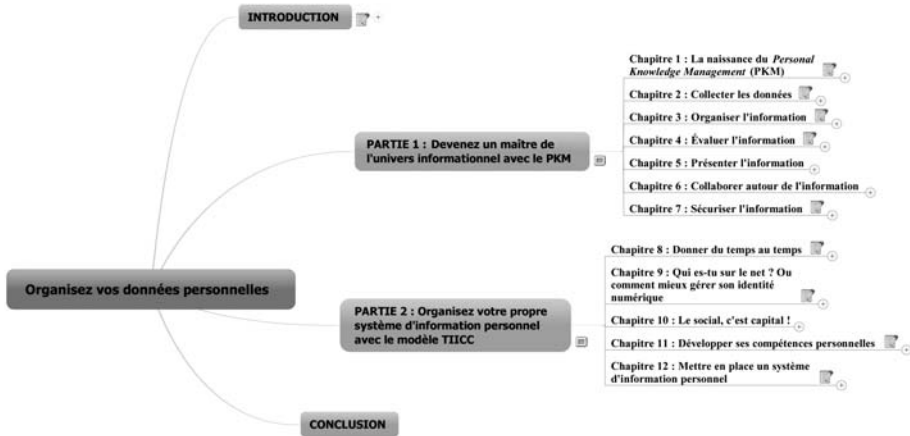 INTRODUCTION
Chapitre 1 : La naissance du Personal
Knowledge Management (PKM)
Chapitre 2 : Collecter les données
Chapitre 3 : Organiser l'information
PARTIE 1 : Devenez un maître de
l'univers informationnel avec le PKM
Chapitre 4 : Évaluer l'information
Chapitre 5 : Présenter l'information
Chapitre 6 : Collaborer autour de l'information
Chapitre 7 : Sécuriser l'information
Organisez vos données personnelles
PARTIE 2 : Organisez votre propre
système d'information personnel
avec le modèle TIICC
Chapitre 8 : Donner du temps au temps
Chapitre 9 : Qui es-tu sur le net ? Ou
comment mieux gérer son identité
numérique
Chapitre 10 : Le social, c'est capital !
Chapitre 11 : Développer ses compétences personnelles
Chapitre 12 : Mettre en place un système
d'information personnel
CONCLUSION